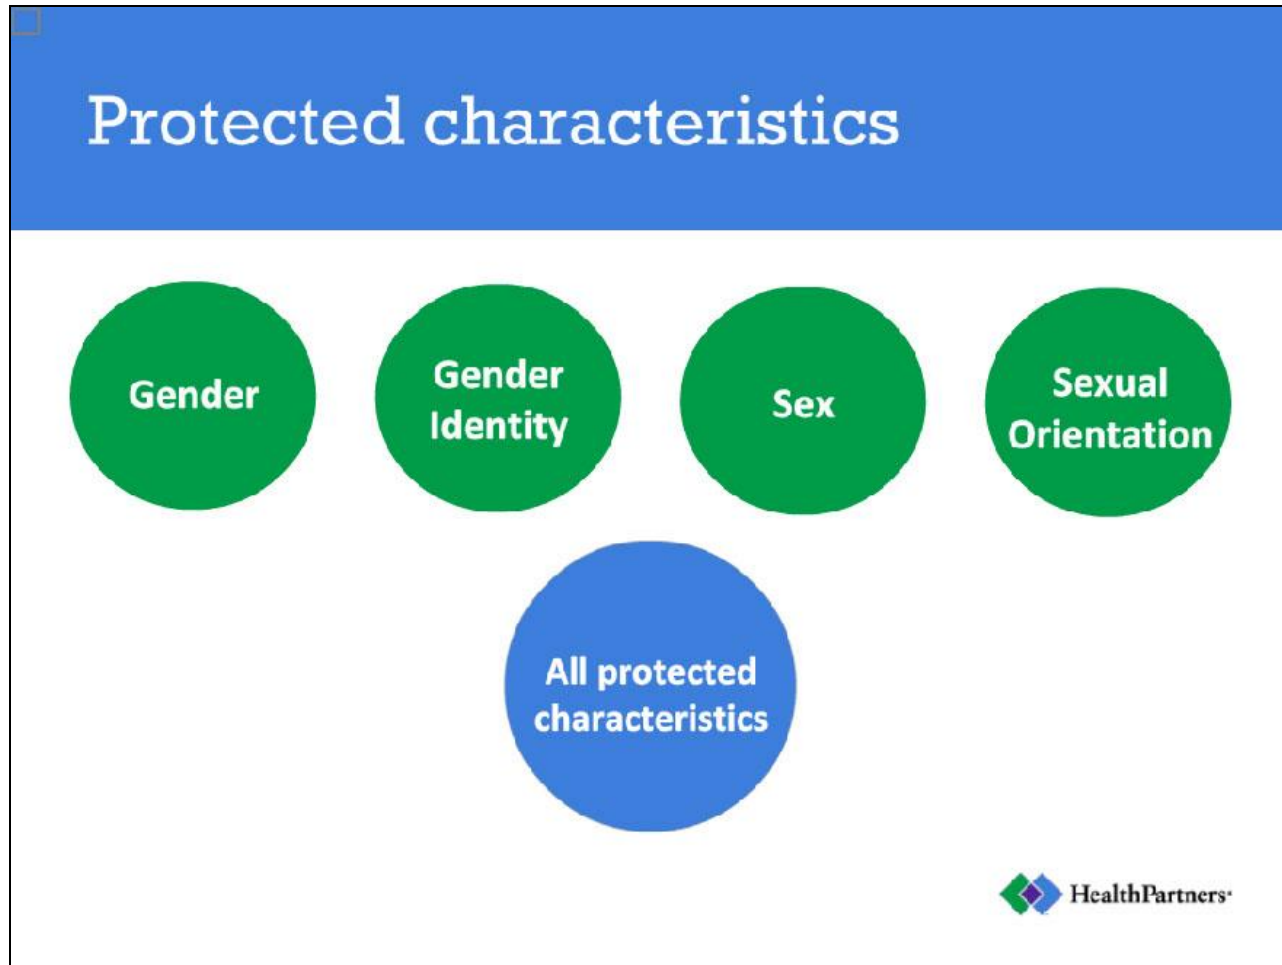 Protected characteristics
Gender
Gender
Identity
Sex
Sexual
Orientation
All protected
characteristics
HealthPartners